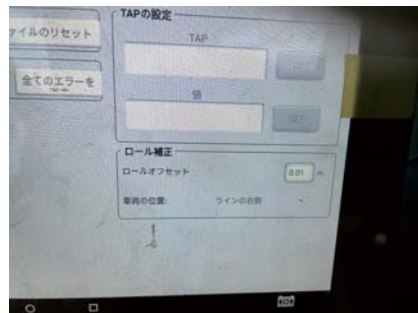 TAPの設定
ァイルのリセット
TAP
全てのエラーを
値
ロール補正
ロールオフセット
0.01 m
車両の位置:
ラインの右側